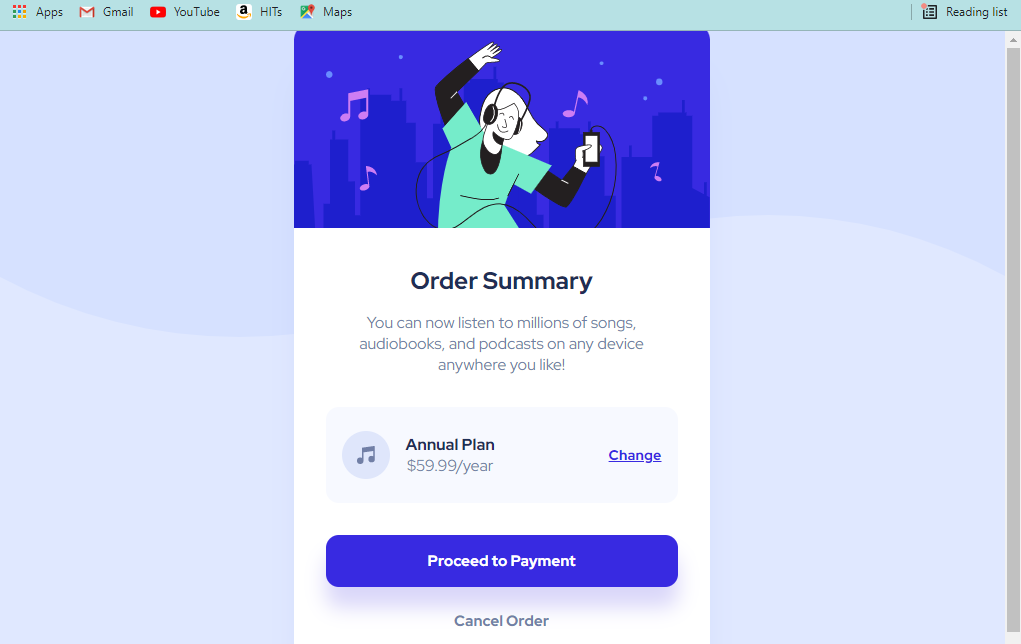 Apps Gmail YouTube HITs Maps Reading list
Order Summary
You can now listen to millions of songs,
audiobooks, and podcasts on any device
anywhere you like!
Annual Plan
$59.99/year
Change
Proceed to Payment
Cancel Order